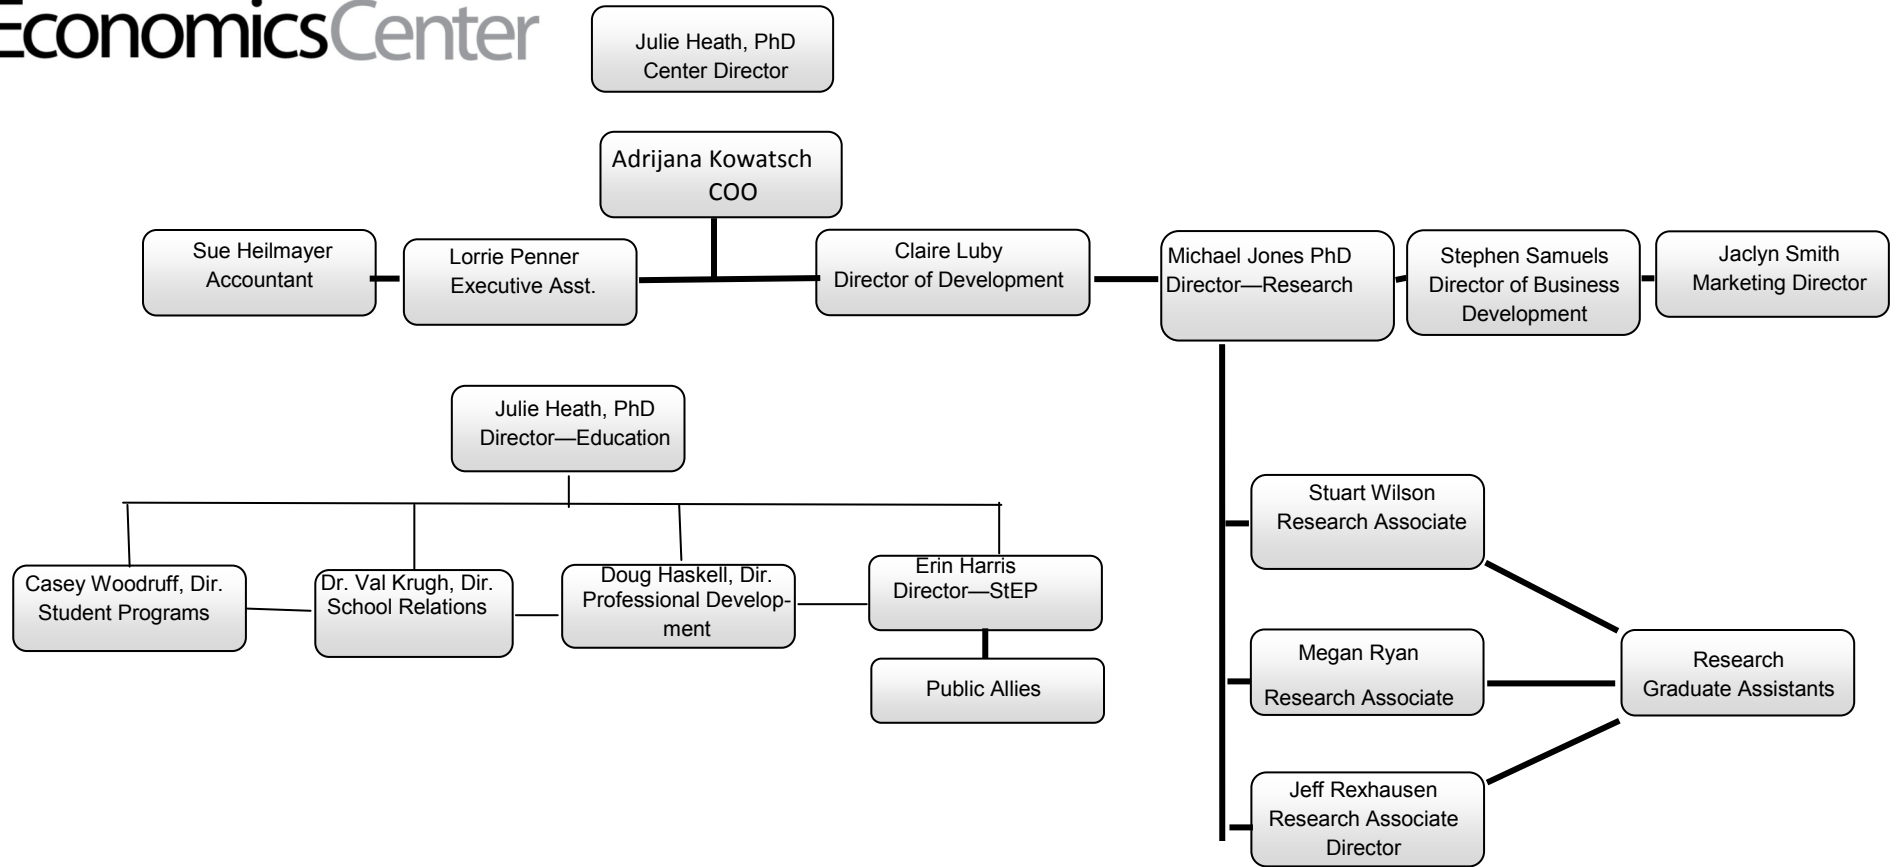 EconomicsCenter
Julie Heath, PhD
Center Director
Adrijana Kowatsch
COO
Sue Heilmayer
Accountant
Lorrie Penner
Executive Asst.
Claire Luby
Director of Development
Michael Jones PhD
Director—Research
Stephen Samuels
Director of Business
Development
Jaclyn Smith
Marketing Director
Julie Heath, PhD
Director—Education
Casey Woodruff, Dir.
Student Programs
Dr. Val Krugh, Dir.
School Relations
Doug Haskell, Dir.
Professional Develop-
ment
Erin Harris
Director—StEP
Public Allies
Stuart Wilson
Research Associate
Megan Ryan
Research Associate
Jeff Rexhausen
Research Associate
Director
Research
Graduate Assistants